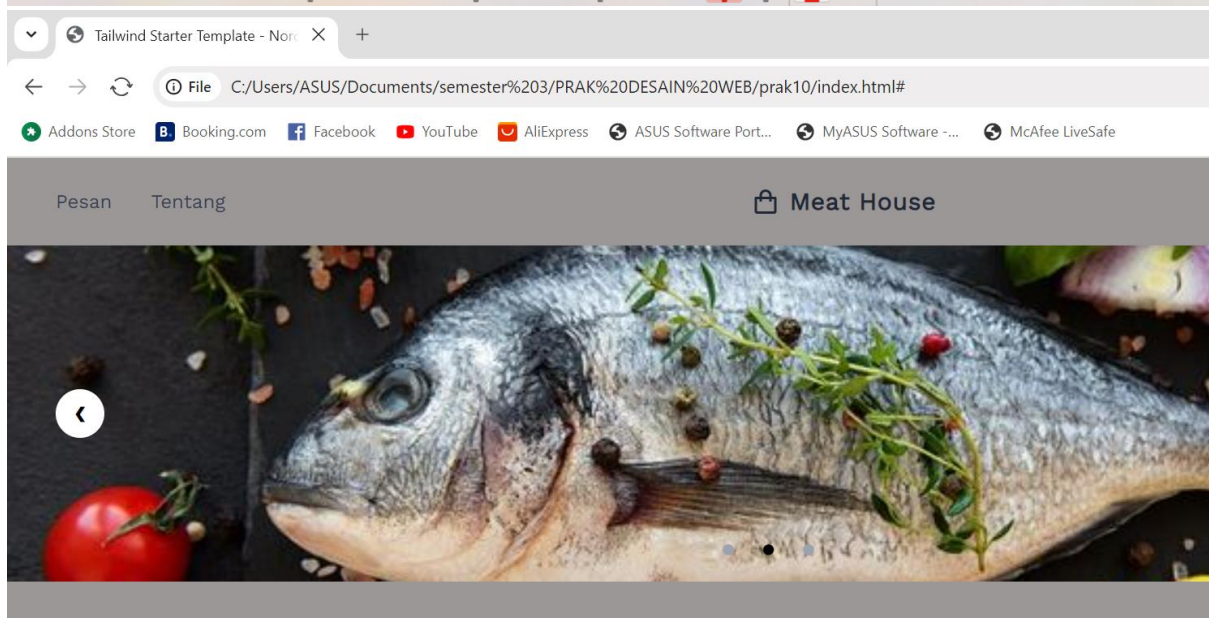 Tailwind Starter Template - Nor
File C:/Users/ASUS/Documents/semester%203/PRAK%20DESAIN%20WEB/prak10/index.html#
Addons Store B. Booking.com Facebook YouTube AliExpress ASUS Software Port... MyASUS Software -... McAfee LiveSafe
Pesan Tentang Meat House